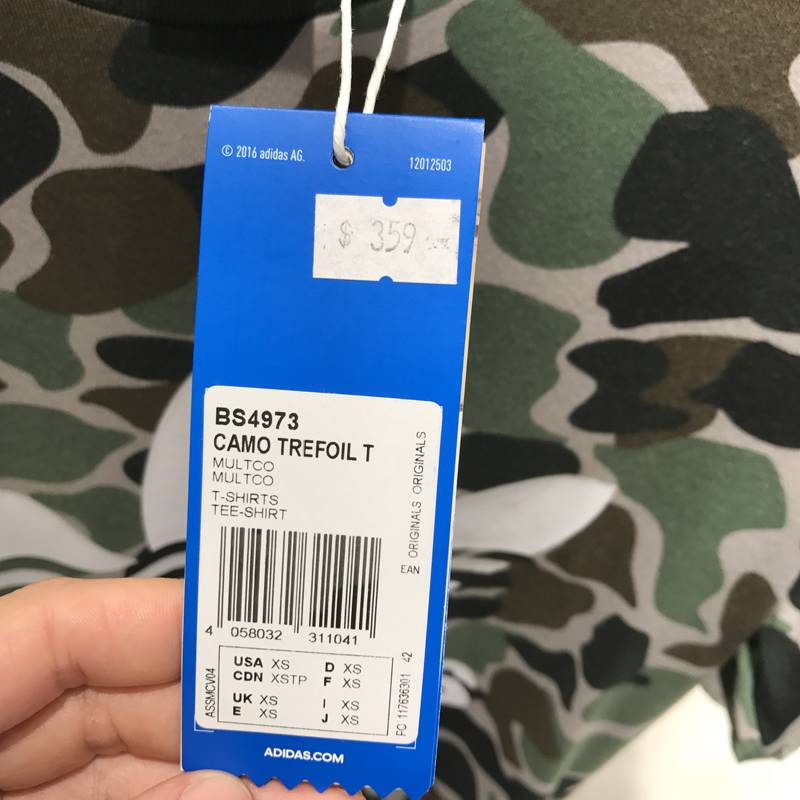 © 2016 adidas AG.
12012503
$ 359
BS4973
CAMO TREFOIL T
MULTCO
MULTCO
T-SHIRTS
TEE-SHIRT
ORIGINALS ORIGINALS
EAN
4 058032 311041
ASSMCV04
USA XS D XS
CDN XSTP F XS
UK XS I XS
E XS J XS
PO 117636301 42
ADIDAS.COM